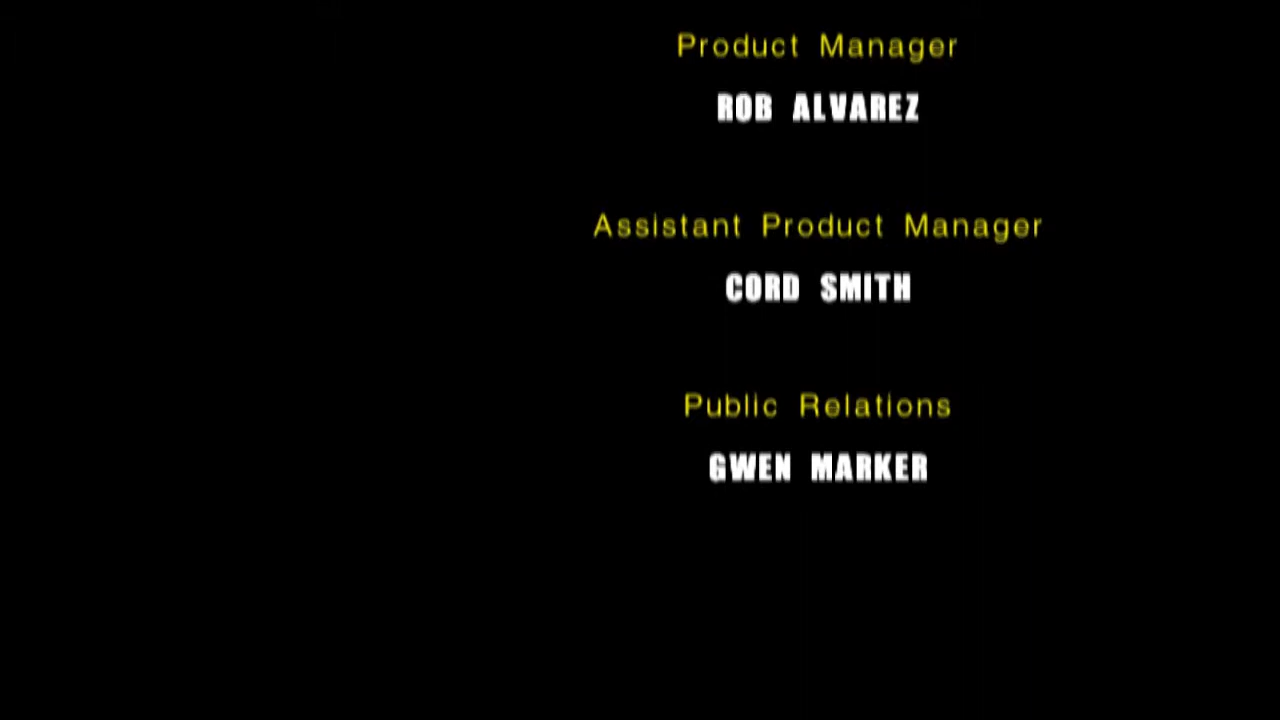 Product Manager
ROB ALVAREZ
Assistant Product Manager
CORD SMITH
Public Relations
GWEN MARKER